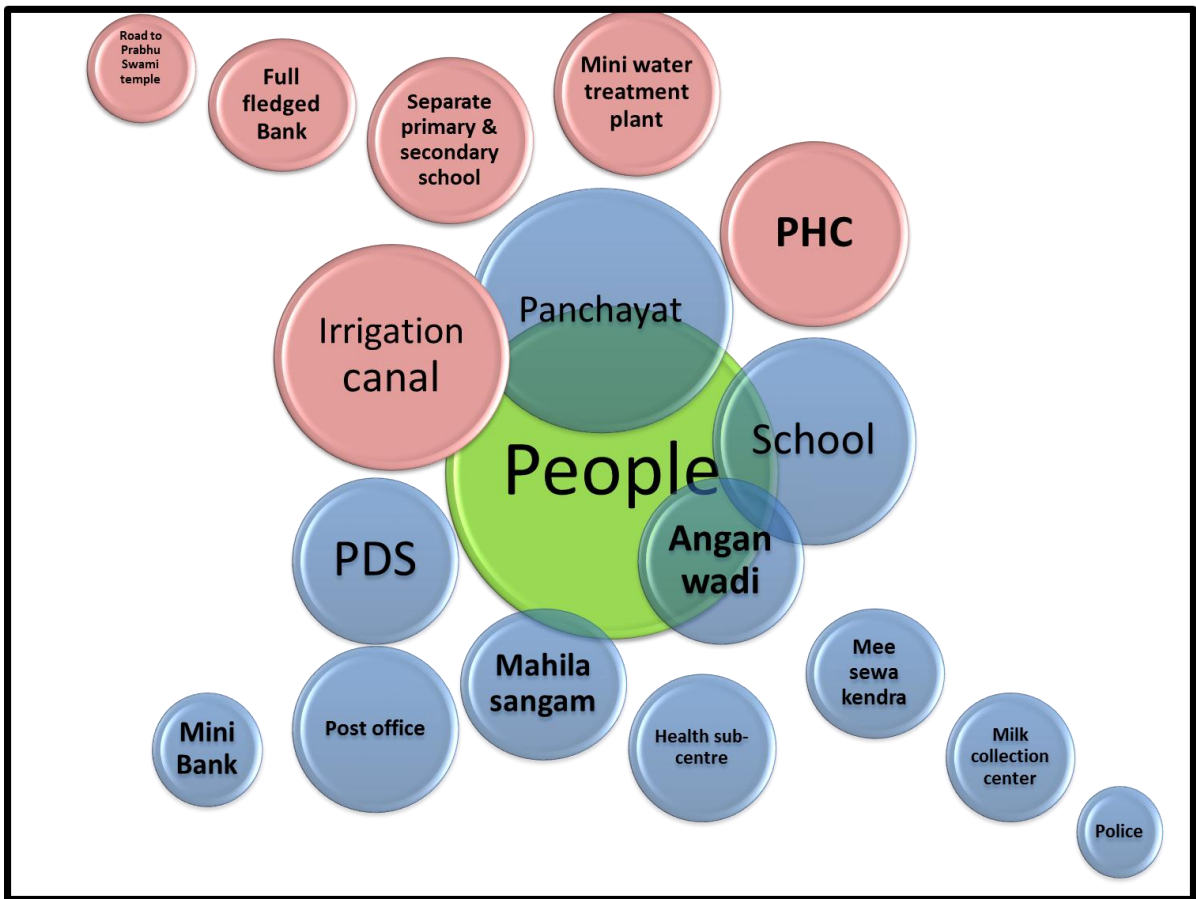 Road to
Prabhu
Swami
temple
Full
fledged
Bank
Separate
primary &
secondary
school
Mini water
treatment
plant
PHC
Panchayat
Irrigation
canal
School
People
PDS
Angan
wadi
Mahila
sangam
Mee
sewa
kendra
Post office
Mini
Bank
Health sub-
centre
Milk
collection
center
Police